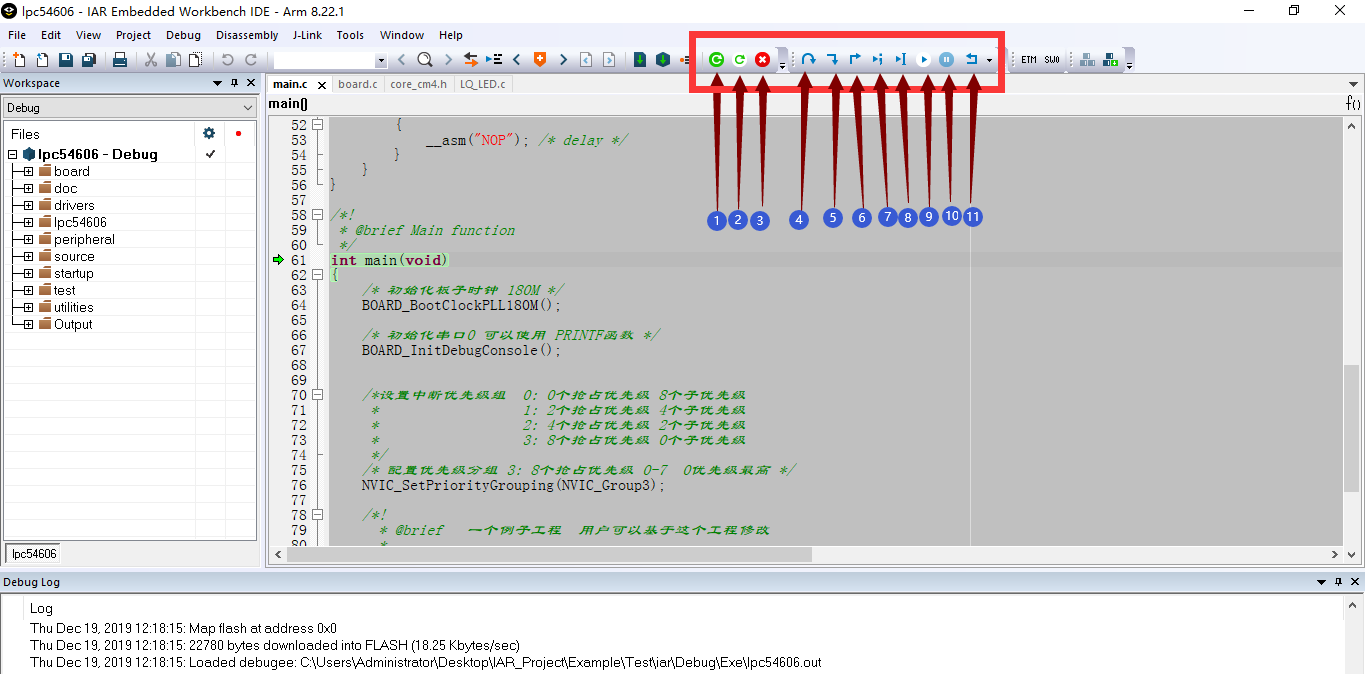 lpc54606 - IAR Embedded Workbench IDE - Arm 8.22.1
File Edit View Project Debug Disassembly J-Link Tools Window Help
ETM SWO
Workspace
main.c board.c core_cm4.h LQ_LED.c
Debug
main() f()
Files
lpc54606 - Debug
board
doc
drivers
lpc54606
peripheral
source
startup
test
utilities
Output
lpc54606
52 {
53 __asm("NOP"); /* delay */
54 }
55 }
56 }
57
58 /*!
59 * @brief Main function
60 */
61 int main(void)
62 {
63 /* 初始化板子时钟 180M */
64 BOARD_BootClockPLL180M();
65
66 /* 初始化串口0 可以使用 PRINTF函数 */
67 BOARD_InitDebugConsole();
68
69
70 /*设置中断优先级组 0: 0个抢占优先级 8个子优先级
71 * 1: 2个抢占优先级 4个子优先级
72 * 2: 4个抢占优先级 2个子优先级
73 * 3: 8个抢占优先级 0个子优先级
74 */
75 /* 配置优先级分组 3: 8个抢占优先级 0-7 0优先级最高 */
76 NVIC_SetPriorityGrouping(NVIC_Group3);
77
78 /*!
79 * @brief 一个例子工程 用户可以基于这个工程修改
80 *
1 2 3 4 5 6 7 8 9 10 11
Debug Log
Log
Thu Dec 19, 2019 12:18:15: Map flash at address 0x0
Thu Dec 19, 2019 12:18:15: 22780 bytes downloaded into FLASH (18.25 Kbytes/sec)
Thu Dec 19, 2019 12:18:15: Loaded debugee: C:\Users\Administrator\Desktop\IAR_Project\Example\Test\iar\Debug\Exe\lpc54606.out